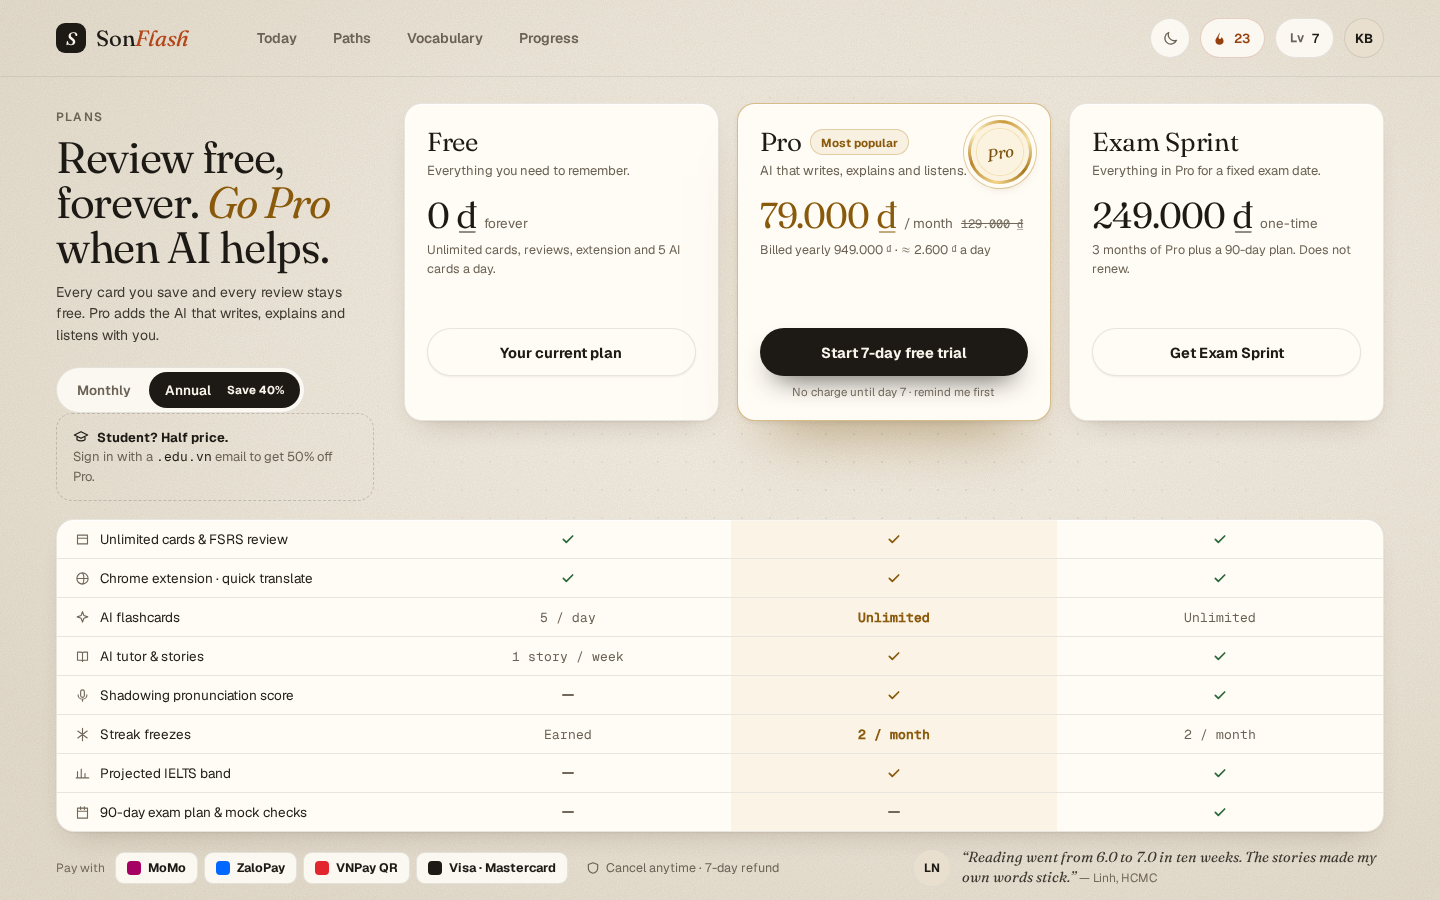 S SonFlash Today Paths Vocabulary Progress 23 Lv 7 KB
PLANS
Review free,
forever. Go Pro
when AI helps.
Every card you save and every review stays
free. Pro adds the AI that writes, explains and
listens with you.
Monthly Annual Save 40%
Student? Half price.
Sign in with a .edu.vn email to get 50% off
Pro.
Free
Everything you need to remember.
0 đ forever
Unlimited cards, reviews, extension and 5 AI
cards a day.
Your current plan
Pro Most popular
pro
AI that writes, explains and listens.
79.000 đ / month 129.000 đ
Billed yearly 949.000 đ · ≈ 2.600 đ a day
Start 7-day free trial
No charge until day 7 · remind me first
Exam Sprint
Everything in Pro for a fixed exam date.
249.000 đ one-time
3 months of Pro plus a 90-day plan. Does not
renew.
Get Exam Sprint
Unlimited cards & FSRS review
Chrome extension · quick translate
AI flashcards 5 / day Unlimited Unlimited
AI tutor & stories 1 story / week
Shadowing pronunciation score
Streak freezes Earned 2 / month 2 / month
Projected IELTS band
90-day exam plan & mock checks
Pay with MoMo ZaloPay VNPay QR Visa · Mastercard Cancel anytime · 7-day refund
LN
“Reading went from 6.0 to 7.0 in ten weeks. The stories made my
own words stick.” — Linh, HCMC